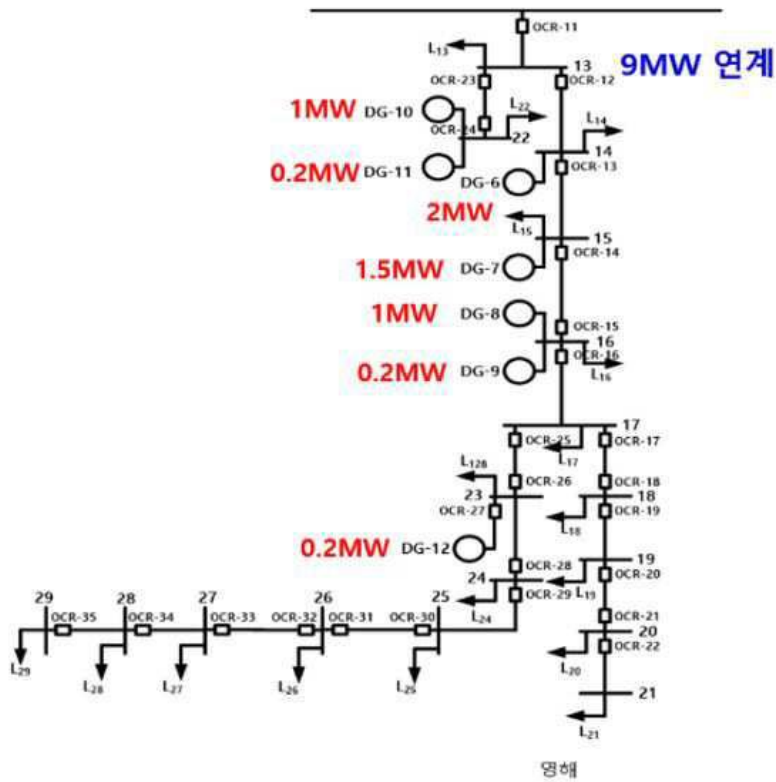 OCR-11
L13
13
9MW 연계
OCR-23
OCR-12
1MW
DG-10
L22
L14
OCR-24
22
14
OCR-13
0.2MW
DG-11
DG-6
2MW
L15
15
OCR-14
1.5MW
DG-7
1MW
DG-8
OCR-15
16
OCR-16
0.2MW
DG-9
L16
17
OCR-25
OCR-17
L17
L128
OCR-26
OCR-18
23
18
OCR-27
OCR-19
L18
0.2MW
DG-12
OCR-28
19
24
OCR-20
OCR-29
L19
L24
29
28
27
26
25
OCR-35
OCR-34
OCR-33
OCR-32
OCR-31
OCR-30
OCR-21
20
OCR-22
L20
L29
L28
L27
L26
L25
21
L21
영해